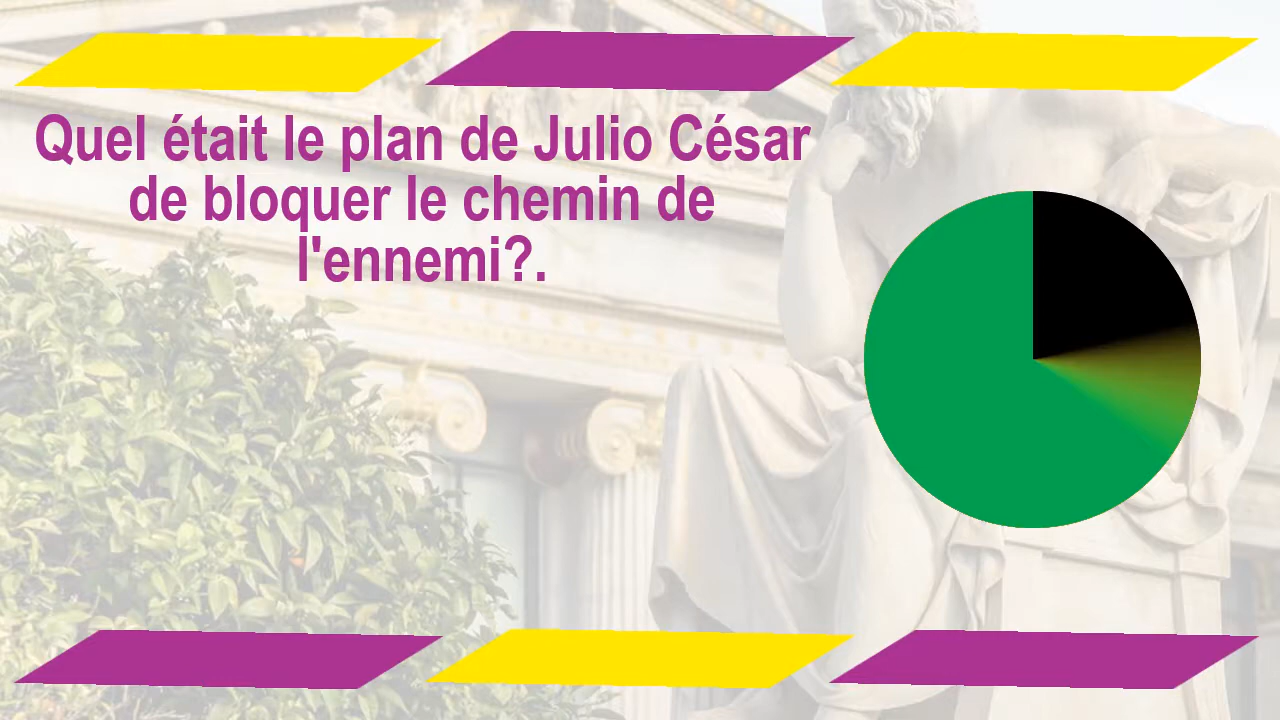 Quel était le plan de Julio César
de bloquer le chemin de
l'ennemi?.